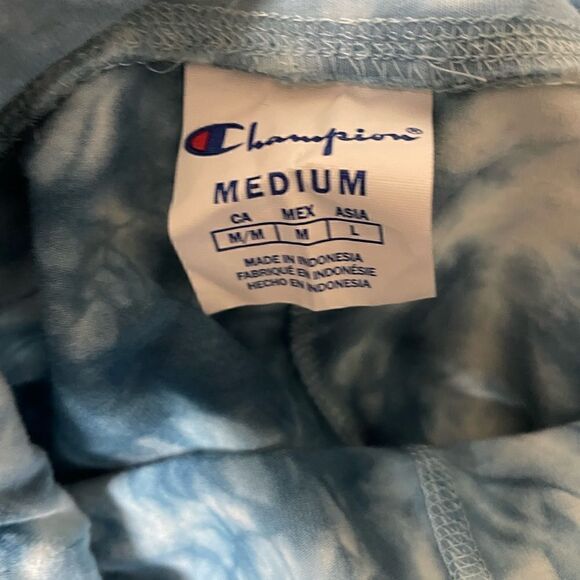 Champion®
MEDIUM
CA MEX ASIA
M/M M L
MADE IN INDONESIA
FABRIQUÉ EN INDONÉSIE
HECHO EN INDONESIA